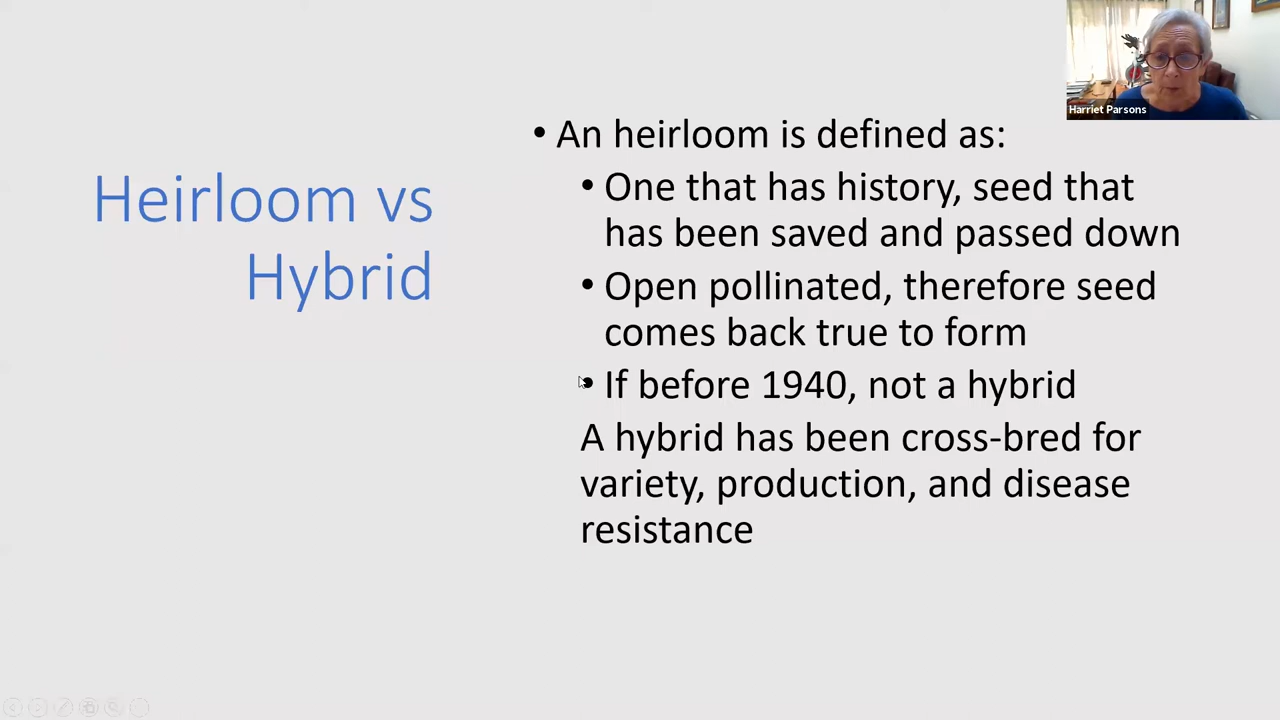 Harriet Parsons
Heirloom vs
Hybrid
• An heirloom is defined as:
• One that has history, seed that
has been saved and passed down
• Open pollinated, therefore seed
comes back true to form
• If before 1940, not a hybrid
A hybrid has been cross-bred for
variety, production, and disease
resistance